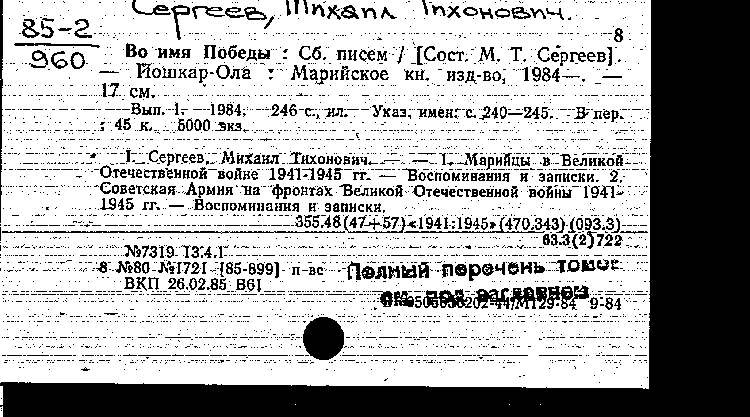 Сергеев, Михаил Тихонович.
85-2
960
8
Во имя Победы : Сб. писем / [Сост. М. Т. Сергеев].
— Йошкар-Ола : Марийское кн. изд-во, 1984—. —
17 см.
Вып. 1. 1984. 246 с., ил. Указ. имен: с. 240—245. В пер.
: 45 к. 5000 экз.
I. Сергеев, Михаил Тихонович. — — 1. Марийцы в Великой
Отечественной войне 1941-1945 гг. — Воспоминания и записки. 2.
Советская Армия на фронтах Великой Отечественной войны 1941-
1945 гг. — Воспоминания и записки.
355.48(47+57)«1941:1945»(470.343)(093.3)
63.3(2)722
№7319 13.4.1
8 №80 №1721 [85-899] п-вс
ВКП 26.02.85 В61
Полный перечень томов
см. под заглавием
9-84